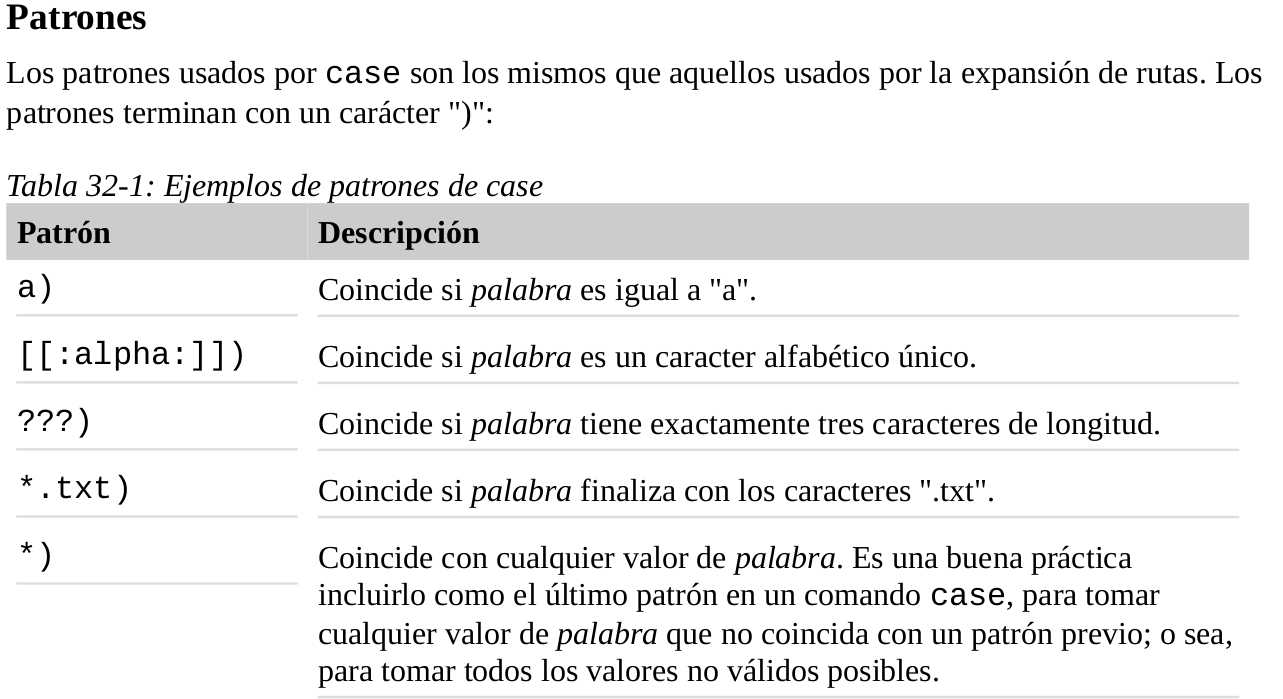 Patrones
Los patrones usados por case son los mismos que aquellos usados por la expansión de rutas. Los
patrones terminan con un carácter ")":
Tabla 32-1: Ejemplos de patrones de case
Patrón Descripción
a) Coincide si palabra es igual a "a".
[[:alpha:]]) Coincide si palabra es un caracter alfabético único.
???) Coincide si palabra tiene exactamente tres caracteres de longitud.
*.txt) Coincide si palabra finaliza con los caracteres ".txt".
*) Coincide con cualquier valor de palabra. Es una buena práctica
incluirlo como el último patrón en un comando case, para tomar
cualquier valor de palabra que no coincida con un patrón previo; o sea,
para tomar todos los valores no válidos posibles.